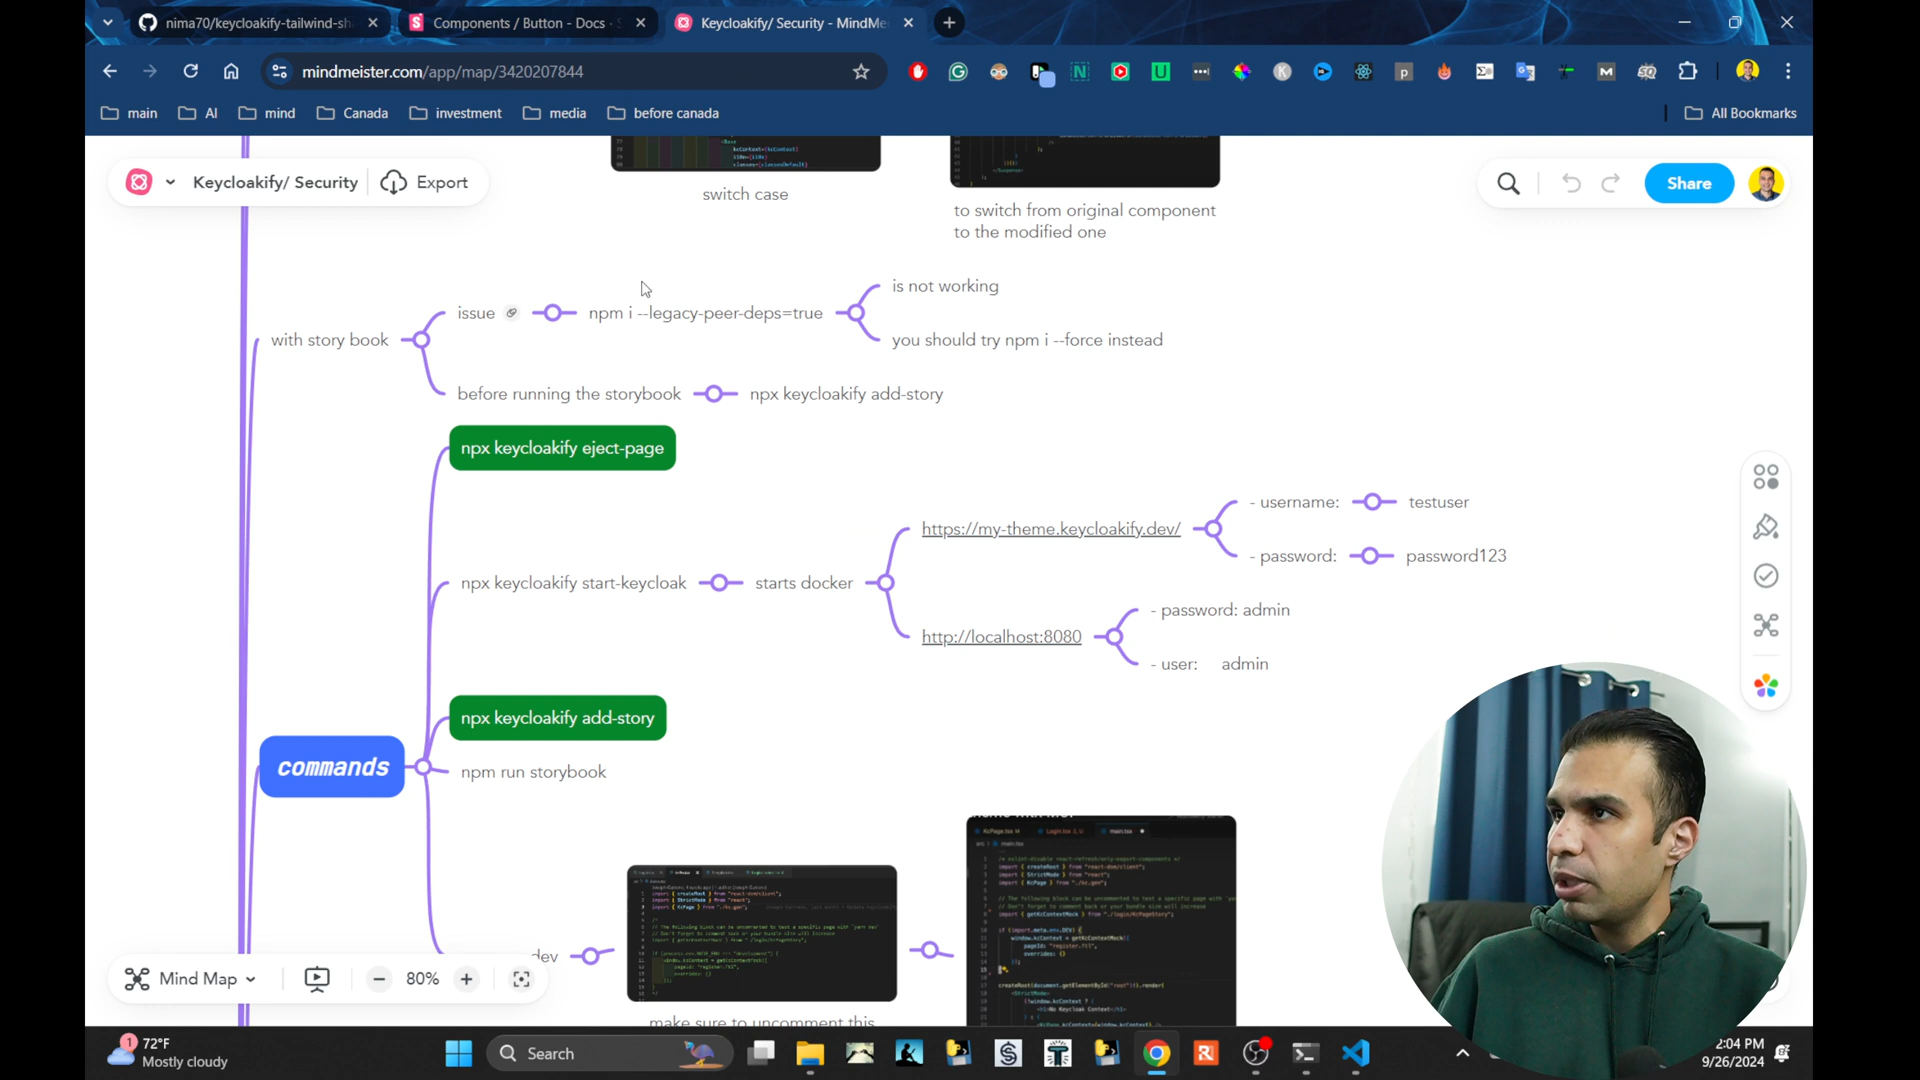 nima70/keycloakify-tailwind-sh
Components / Button - Docs
Keycloakify/ Security - MindMe
mindmeister.com/app/map/3420207844
main
AI
mind
Canada
investment
media
before canada
All Bookmarks
Keycloakify/ Security
Export
Share
switch case
to switch from original component
to the modified one
with story book
issue
npm i --legacy-peer-deps=true
is not working
you should try npm i --force instead
before running the storybook
npx keycloakify add-story
npx keycloakify eject-page
npx keycloakify start-keycloak
starts docker
https://my-theme.keycloakify.dev/
- username:
testuser
- password:
password123
http://localhost:8080
- password: admin
- user: admin
npx keycloakify add-story
commands
npm run storybook
dev
make sure to uncomment this
Mind Map
80%
72°F
Mostly cloudy
Search
2:04 PM
9/26/2024